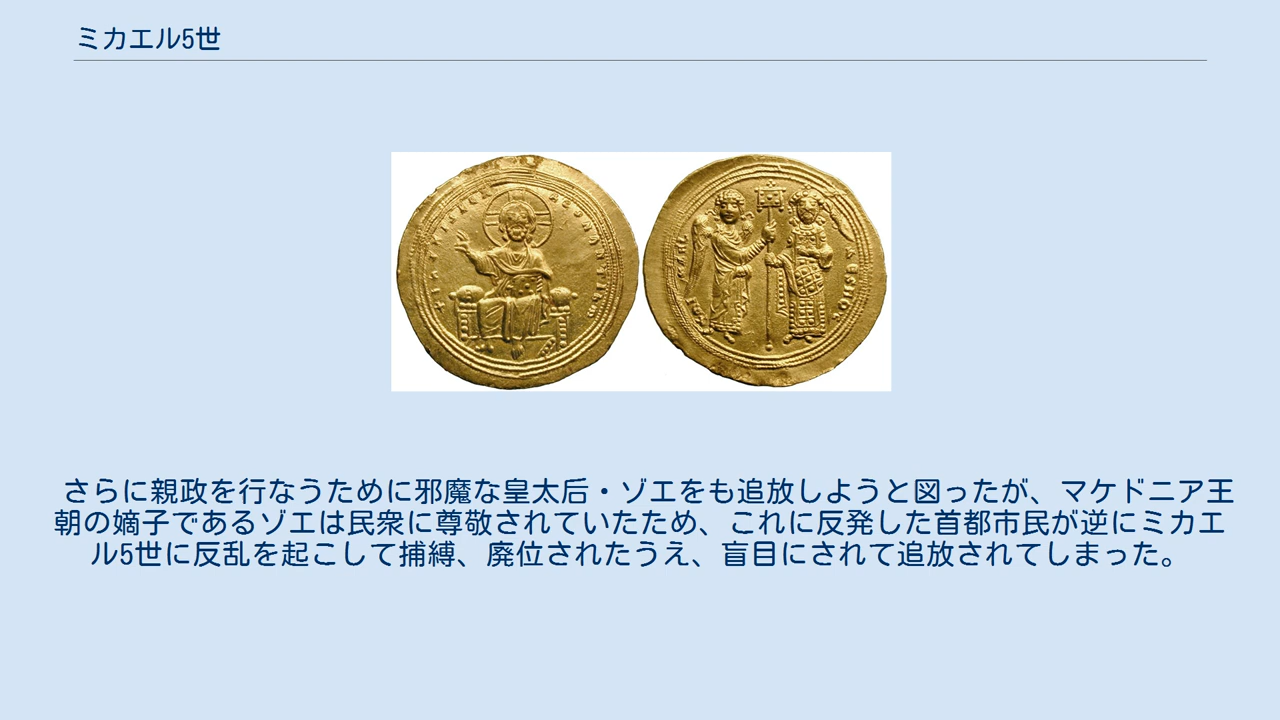 ミカエル5世
さらに親政を行なうために邪魔な皇太后・ゾエをも追放しようと図ったが、マケドニア王
朝の嫡子であるゾエは民衆に尊敬されていたため、これに反発した首都市民が逆にミカエ
ル5世に反乱を起こして捕縛、廃位されたうえ、盲目にされて追放されてしまった。